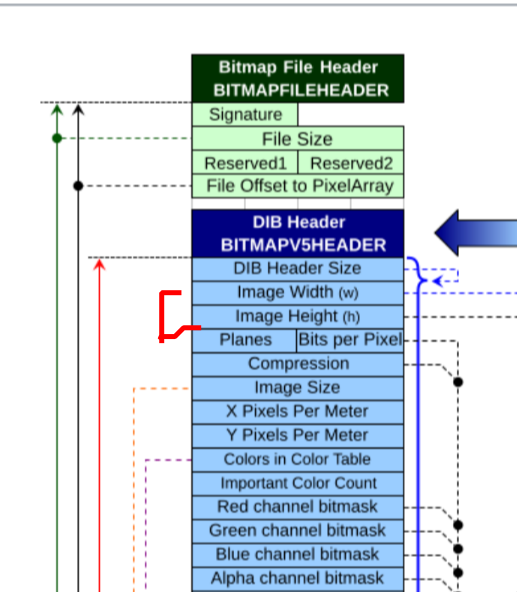 Bitmap File Header
BITMAPFILEHEADER
Signature
File Size
Reserved1 Reserved2
File Offset to PixelArray
DIB Header
BITMAPV5HEADER
DIB Header Size
Image Width (w)
Image Height (h)
Planes Bits per Pixel
Compression
Image Size
X Pixels Per Meter
Y Pixels Per Meter
Colors in Color Table
Important Color Count
Red channel bitmask
Green channel bitmask
Blue channel bitmask
Alpha channel bitmask